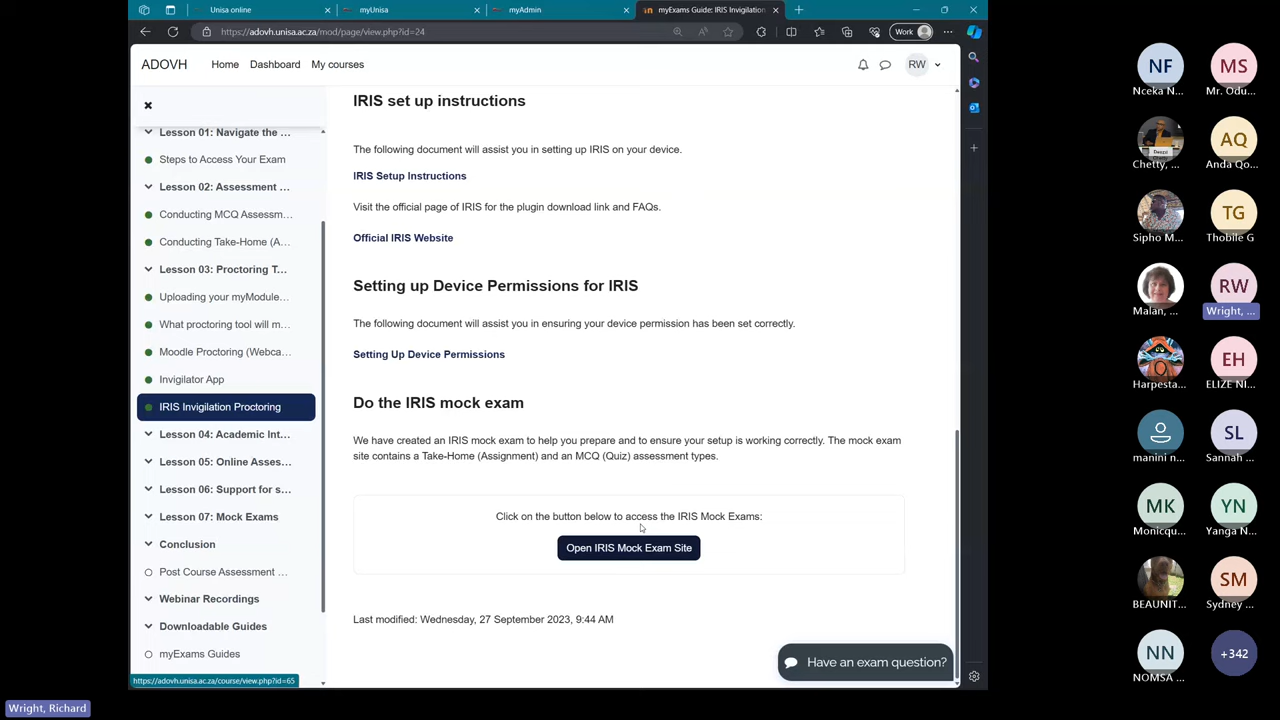 Unisa online
myUnisa
myAdmin
myExams Guide: IRIS Invigilation
https://adovh.unisa.ac.za/mod/page/view.php?id=24
Work
ADOVH
Home
Dashboard
My courses
RW
Lesson 01: Navigate the ...
Steps to Access Your Exam
Lesson 02: Assessment ...
Conducting MCQ Assessm...
Conducting Take-Home (A...
Lesson 03: Proctoring T...
Uploading your myModule...
What proctoring tool will m...
Moodle Proctoring (Webca...
Invigilator App
IRIS Invigilation Proctoring
Lesson 04: Academic Int...
Lesson 05: Online Asses...
Lesson 06: Support for s...
Lesson 07: Mock Exams
Conclusion
Post Course Assessment ...
Webinar Recordings
Downloadable Guides
myExams Guides
https://adovh.unisa.ac.za/course/view.php?id=65
IRIS set up instructions
The following document will assist you in setting up IRIS on your device.
IRIS Setup Instructions
Visit the official page of IRIS for the plugin download link and FAQs.
Official IRIS Website
Setting up Device Permissions for IRIS
The following document will assist you in ensuring your device permission has been set correctly.
Setting Up Device Permissions
Do the IRIS mock exam
We have created an IRIS mock exam to help you prepare and to ensure your setup is working correctly. The mock exam
site contains a Take-Home (Assignment) and an MCQ (Quiz) assessment types.
Click on the button below to access the IRIS Mock Exams:
Open IRIS Mock Exam Site
Last modified: Wednesday, 27 September 2023, 9:44 AM
Have an exam question?
NF
Nceka N...
MS
Mr. Odu...
Chetty, ...
AQ
Anda Qo...
Sipho M...
TG
Thobile G
Malan, ...
RW
Wright, ...
Harpesta...
EH
ELIZE NI...
manini n...
SL
Sannah ...
MK
Monicqu...
YN
Yanga N...
BEAUNIT...
SM
Sydney ...
NN
NOMSA ...
+342
Wright, Richard